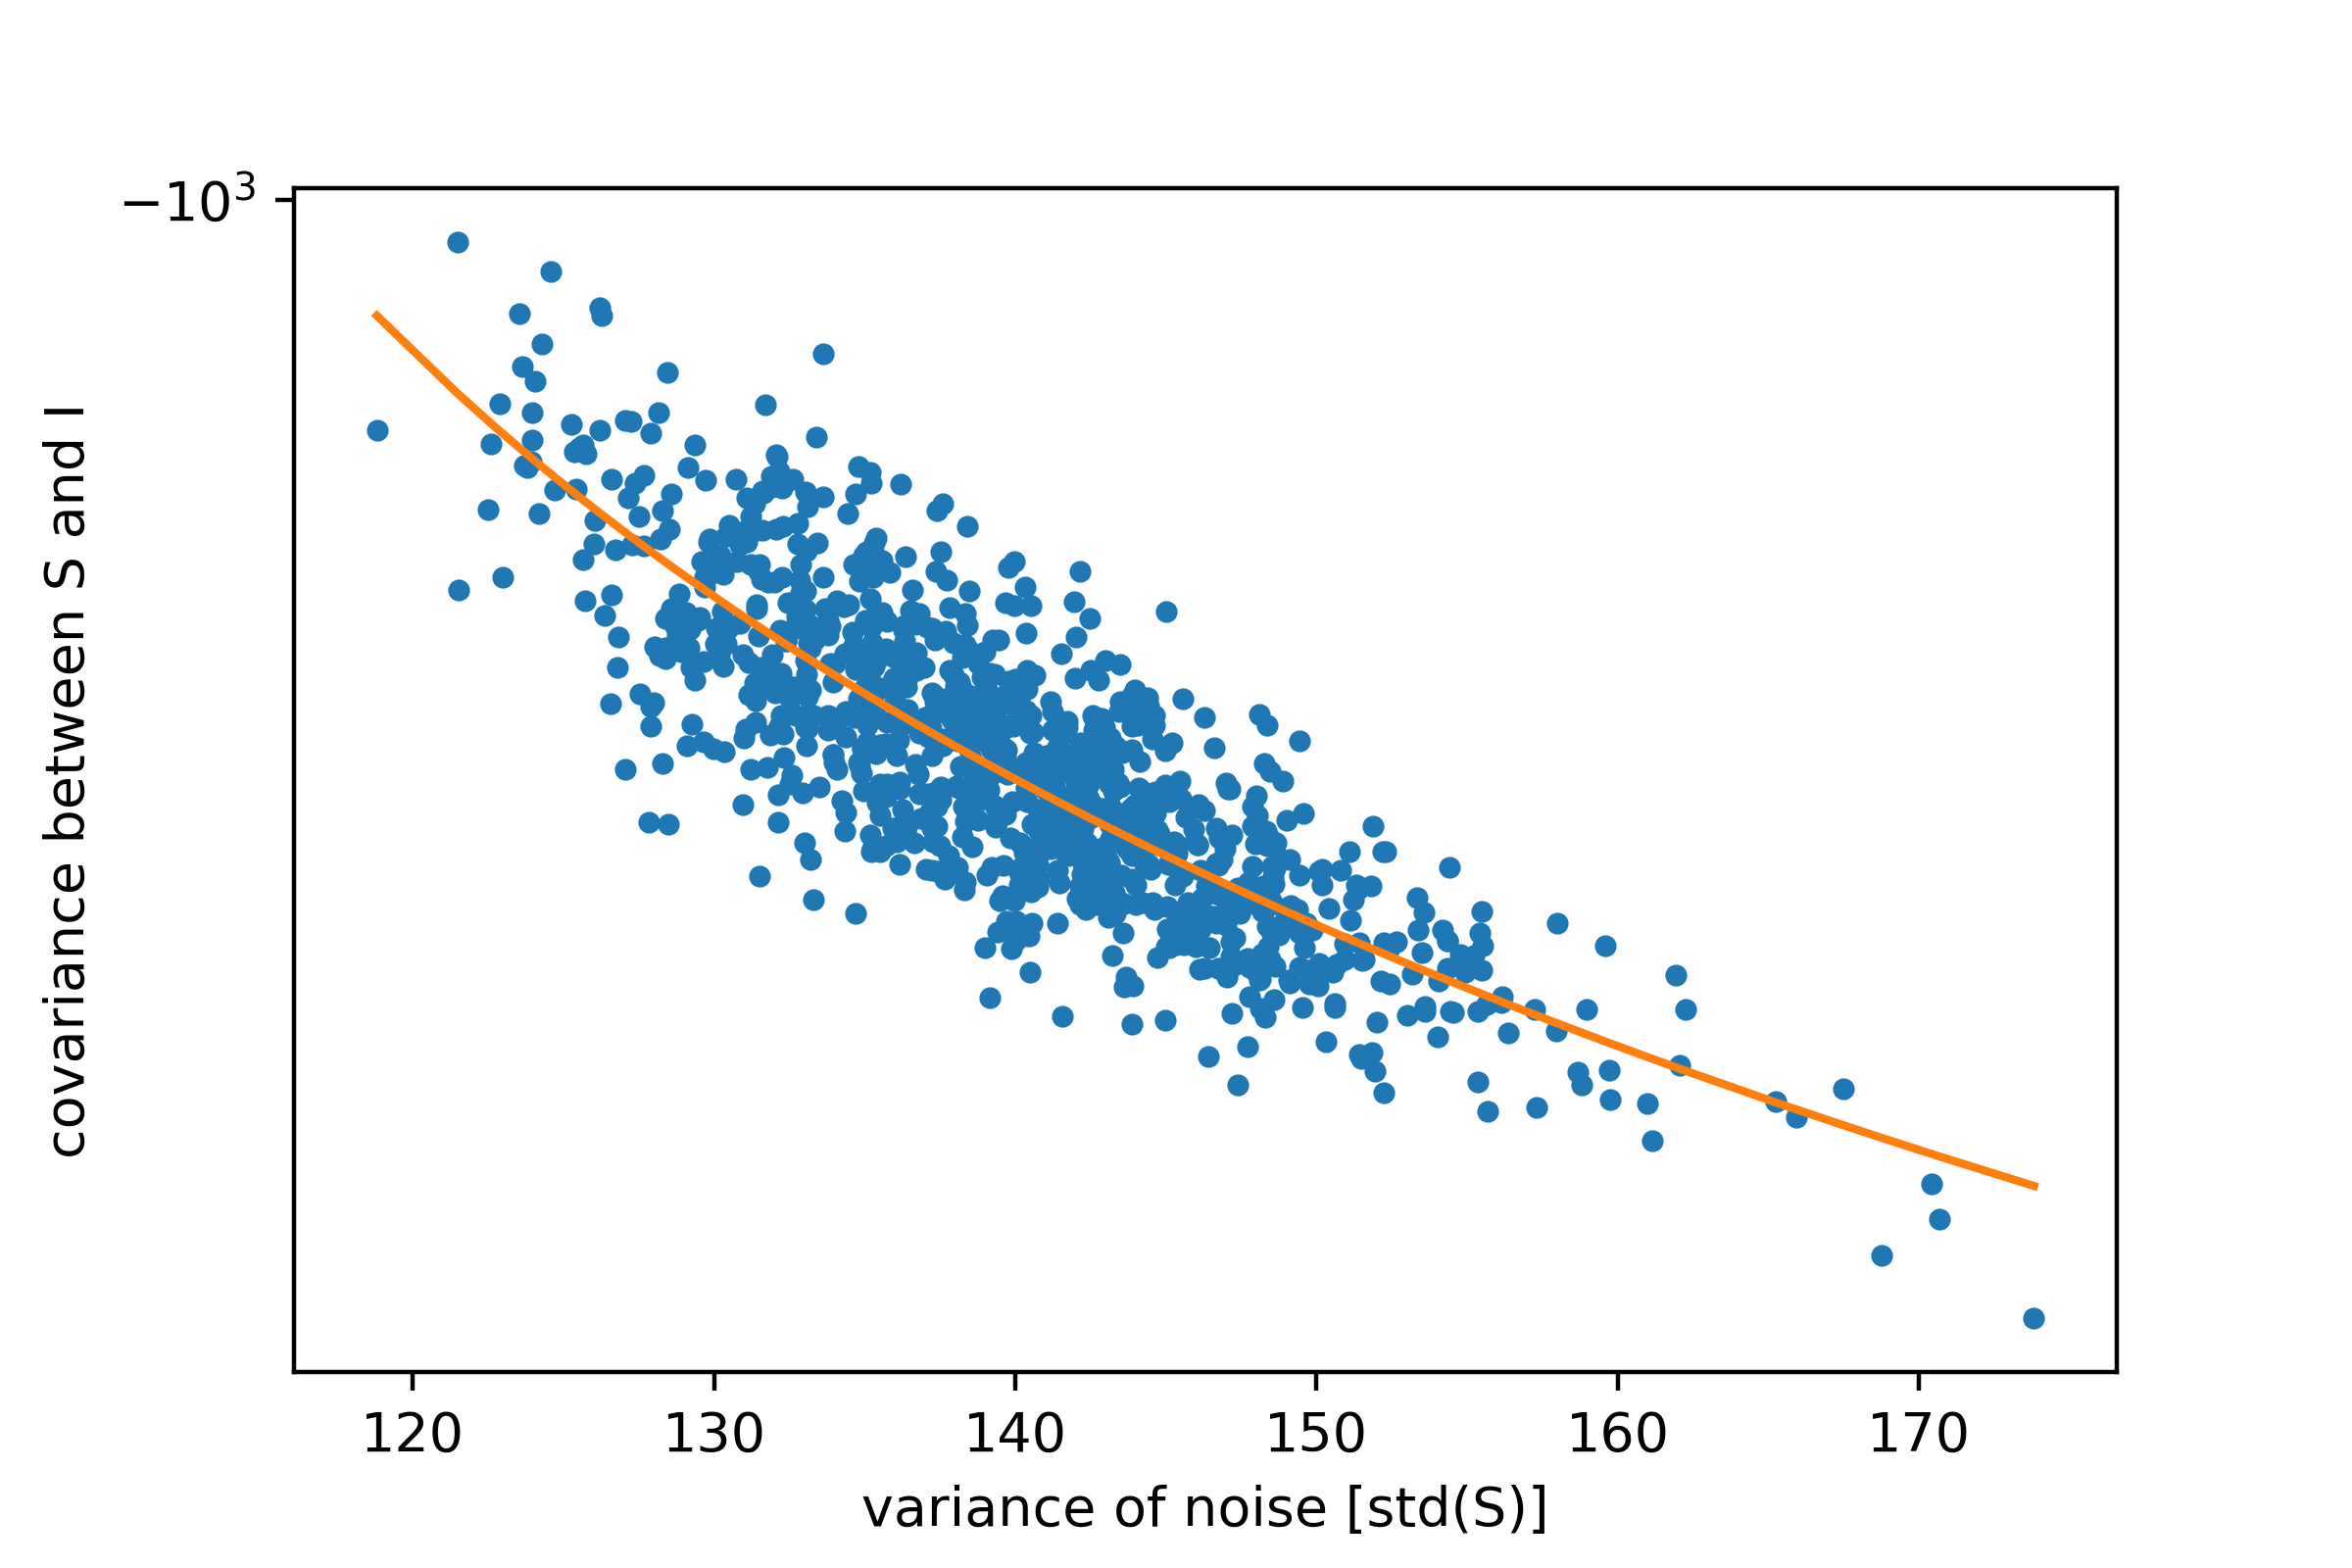 −10³
covariance between S and I
120 130 140 150 160 170
variance of noise [std(S)]